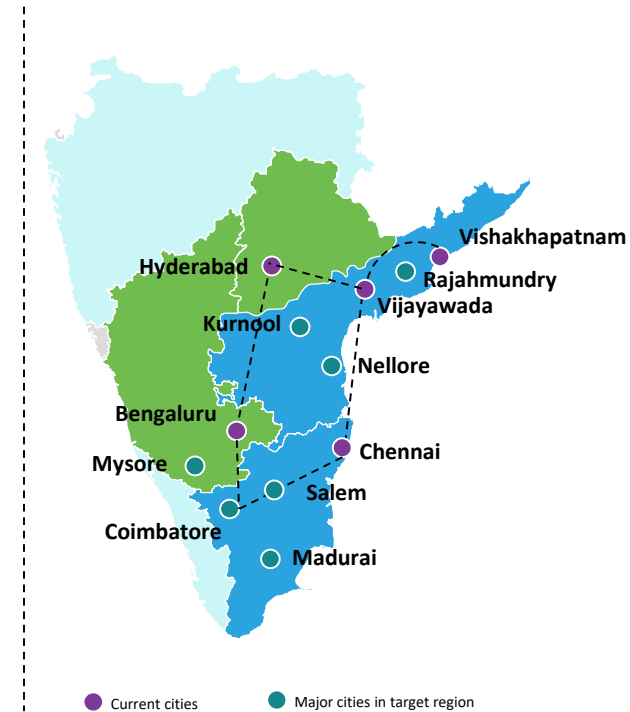 Vishakhapatnam
Hyderabad
Rajahmundry
Vijayawada
Kurnool
Nellore
Bengaluru
Chennai
Mysore
Salem
Coimbatore
Madurai
Current cities
Major cities in target region